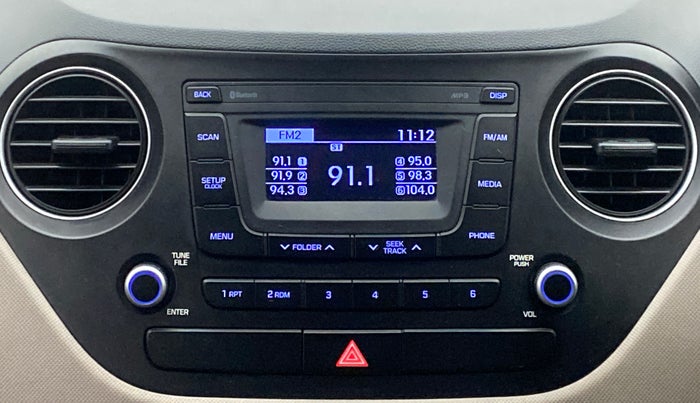 BACK Bluetooth MP3 DISP
SCAN FM2 11:12 FM/AM
ST
91.1 1 4 95.0
91.9 2 91.1 5 98.3
94.3 3 6 104.0
SETUP
CLOCK
MEDIA
MENU FOLDER SEEK
TRACK PHONE
TUNE
FILE
POWER
PUSH
1 RPT 2 RDM 3 4 5 6
ENTER VOL